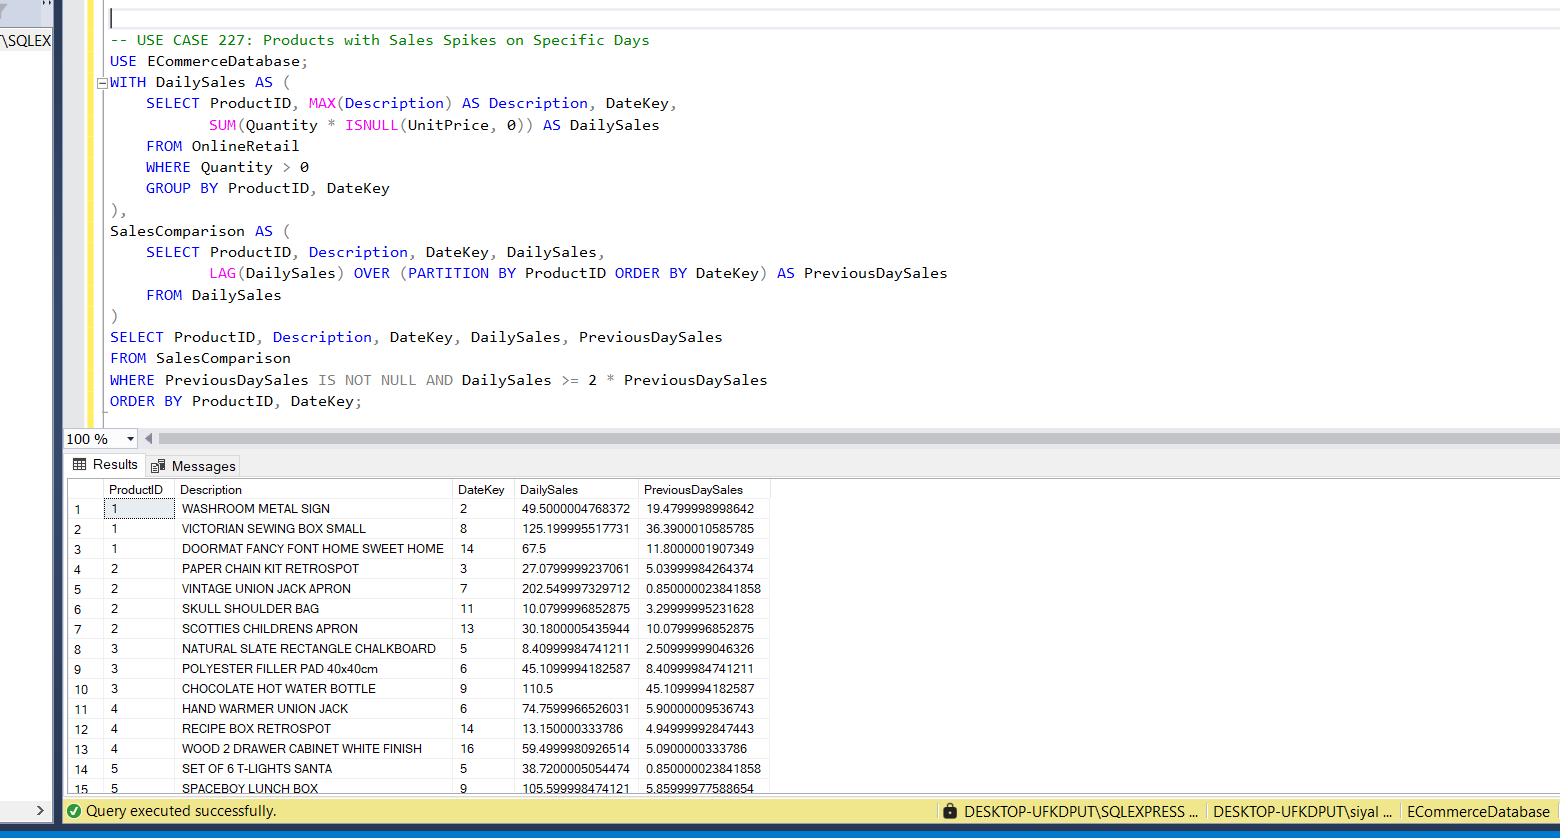 \SQLEX
-- USE CASE 227: Products with Sales Spikes on Specific Days
USE ECommerceDatabase;
WITH DailySales AS (
SELECT ProductID, MAX(Description) AS Description, DateKey,
SUM(Quantity * ISNULL(UnitPrice, 0)) AS DailySales
FROM OnlineRetail
WHERE Quantity > 0
GROUP BY ProductID, DateKey
),
SalesComparison AS (
SELECT ProductID, Description, DateKey, DailySales,
LAG(DailySales) OVER (PARTITION BY ProductID ORDER BY DateKey) AS PreviousDaySales
FROM DailySales
)
SELECT ProductID, Description, DateKey, DailySales, PreviousDaySales
FROM SalesComparison
WHERE PreviousDaySales IS NOT NULL AND DailySales >= 2 * PreviousDaySales
ORDER BY ProductID, DateKey;
100 %
Results Messages
ProductID Description DateKey DailySales PreviousDaySales
1 1 WASHROOM METAL SIGN 2 49.5000004768372 19.4799998998642
2 1 VICTORIAN SEWING BOX SMALL 8 125.199995517731 36.3900010585785
3 1 DOORMAT FANCY FONT HOME SWEET HOME 14 67.5 11.8000001907349
4 2 PAPER CHAIN KIT RETROSPOT 3 27.0799999237061 5.03999984264374
5 2 VINTAGE UNION JACK APRON 7 202.549997329712 0.850000023841858
6 2 SKULL SHOULDER BAG 11 10.0799996852875 3.29999995231628
7 2 SCOTTIES CHILDRENS APRON 13 30.1800005435944 10.0799996852875
8 3 NATURAL SLATE RECTANGLE CHALKBOARD 5 8.40999984741211 2.50999999046326
9 3 POLYESTER FILLER PAD 40x40cm 6 45.1099994182587 8.40999984741211
10 3 CHOCOLATE HOT WATER BOTTLE 9 110.5 45.1099994182587
11 4 HAND WARMER UNION JACK 6 74.7599966526031 5.90000009536743
12 4 RECIPE BOX RETROSPOT 14 13.150000333786 4.94999992847443
13 4 WOOD 2 DRAWER CABINET WHITE FINISH 16 59.4999980926514 5.0900000333786
14 5 SET OF 6 T-LIGHTS SANTA 5 38.7200005054474 0.850000023841858
15 5 SPACEBOY LUNCH BOX 9 105.599998474121 5.85999977588654
Query executed successfully. DESKTOP-UFKDPUT\SQLEXPRESS ... DESKTOP-UFKDPUT\siyal ... ECommerceDatabase